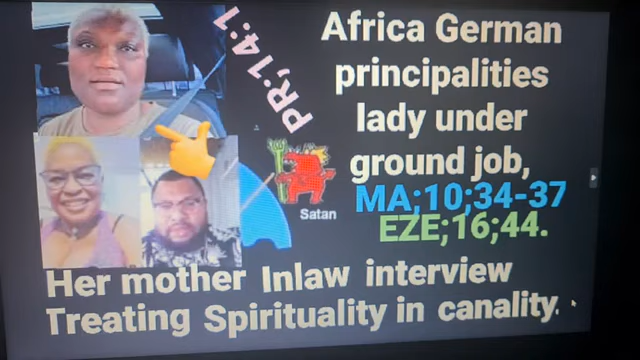 PR;14:1
Africa German
principalities
lady under
ground job,
MA;10;34-37
EZE;16;44.
Satan
Her mother Inlaw interview
Treating Spirituality in canality.